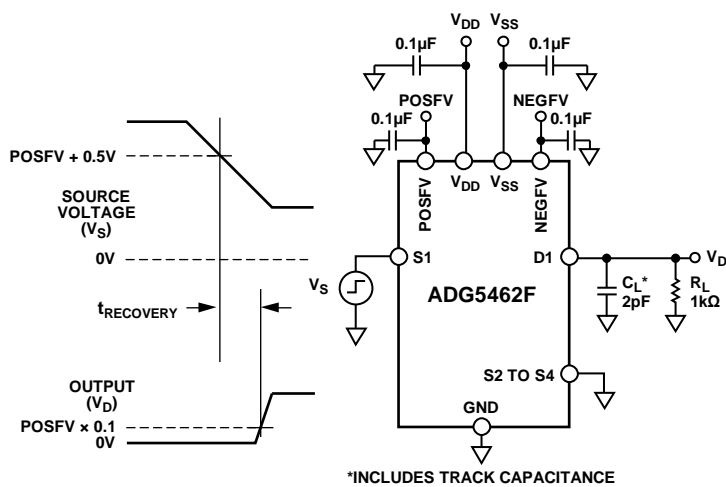 POSFV + 0.5V
SOURCE
VOLTAGE
(VS)
0V
tRECOVERY
OUTPUT
(VD)
POSFV × 0.1
0V
VDD
VSS
0.1µF
0.1µF
POSFV
NEGFV
0.1µF
0.1µF
POSFV
VDD
VSS
NEGFV
S1
D1
VS
ADG5462F
VD
CL*
2pF
RL
1kΩ
S2 TO S4
GND
*INCLUDES TRACK CAPACITANCE